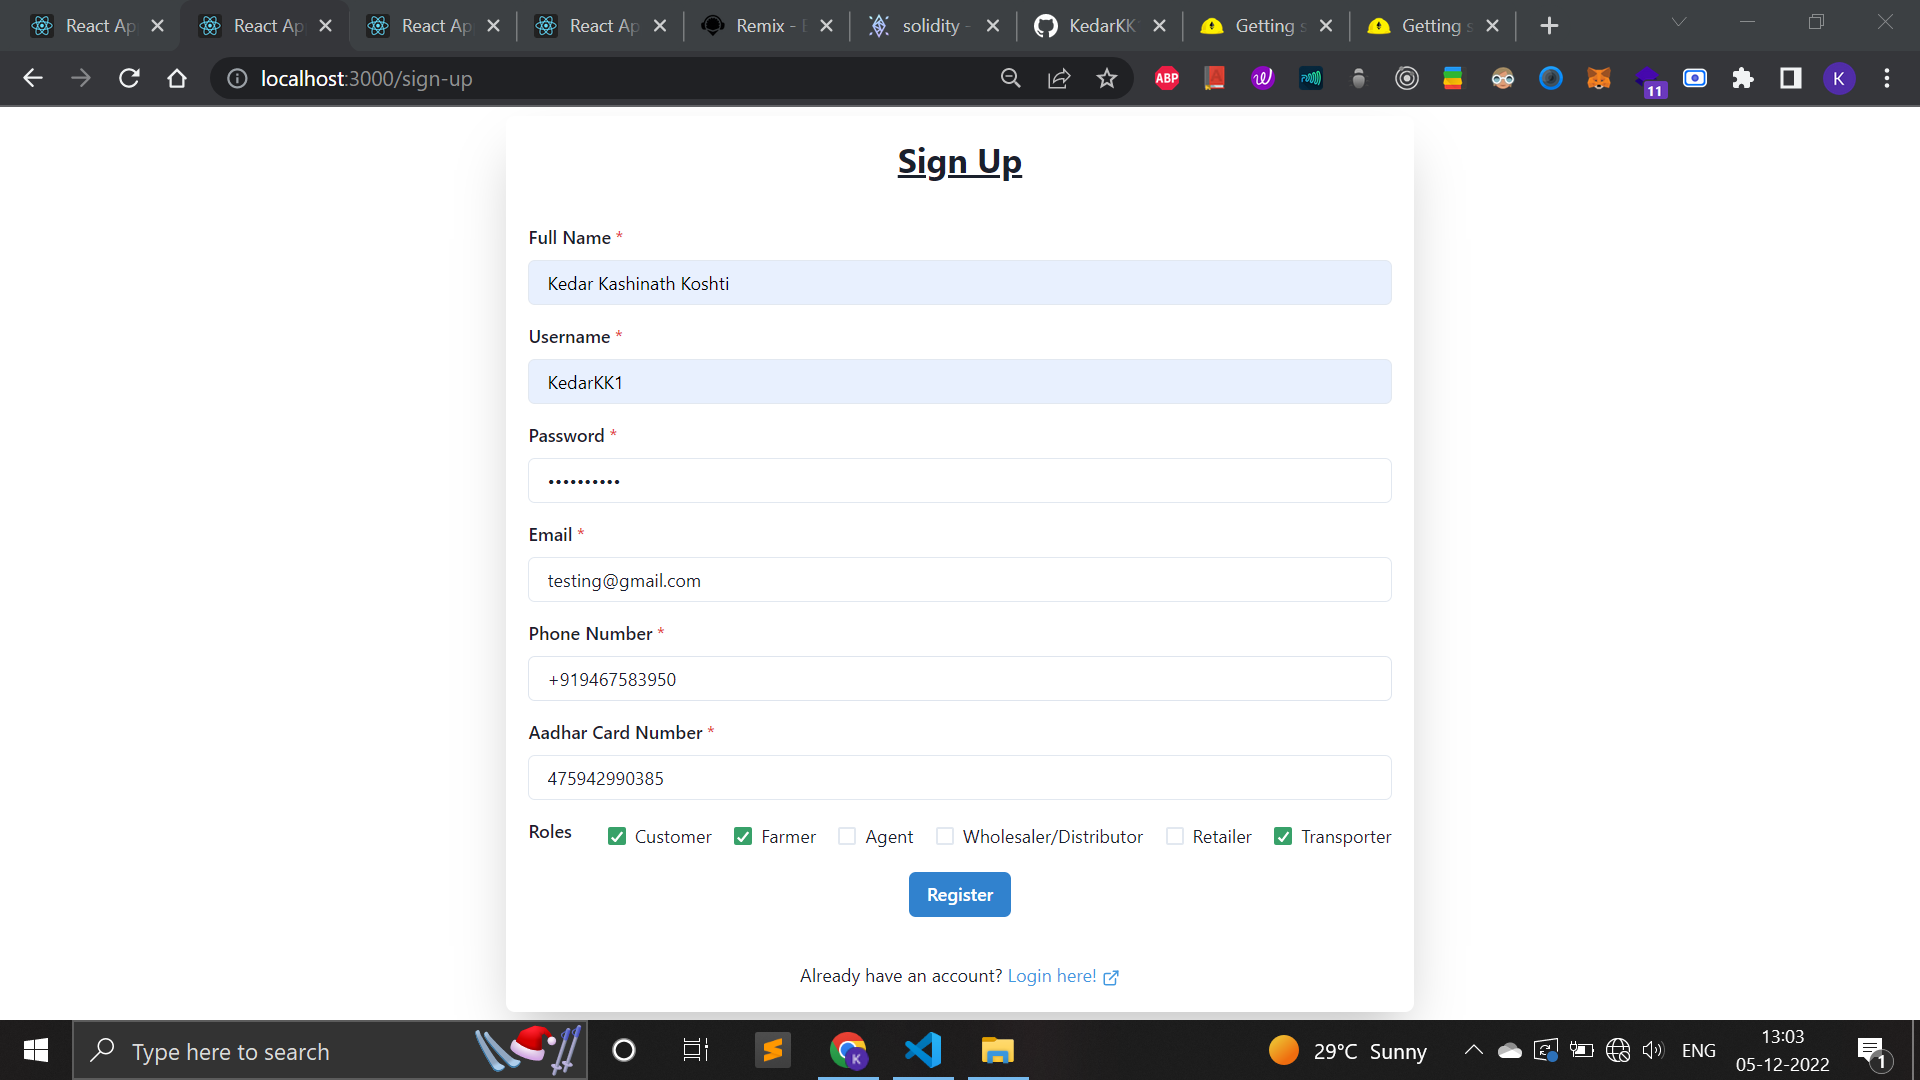 React Ap
React Ap
React Ap
React Ap
Remix -
solidity -
KedarKK
Getting s
Getting s
localhost:3000/sign-up
ABP
11
K
Sign Up
Full Name *
Kedar Kashinath Koshti
Username *
KedarKK1
Password *
••••••••••
Email *
testing@gmail.com
Phone Number *
+919467583950
Aadhar Card Number *
475942990385
Roles Customer Farmer Agent Wholesaler/Distributor Retailer Transporter
Register
Already have an account? Login here!
Type here to search
K
29°C Sunny
ENG
13:03
05-12-2022
1